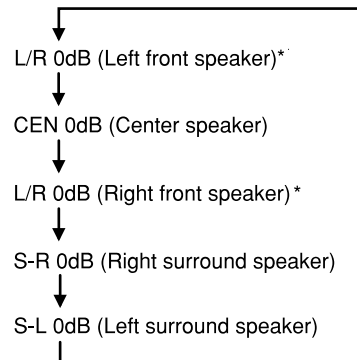 L/R 0dB (Left front speaker)*
CEN 0dB (Center speaker)
L/R 0dB (Right front speaker)*
S-R 0dB (Right surround speaker)
S-L 0dB (Left surround speaker)